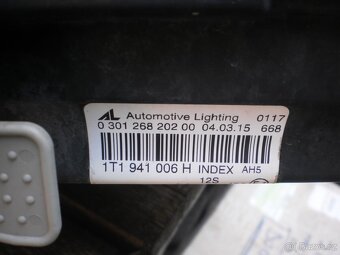 AL Automotive Lighting 0117
0 301 268 202 00 04.03.15 668
1T1 941 006 H INDEX AH5
12S